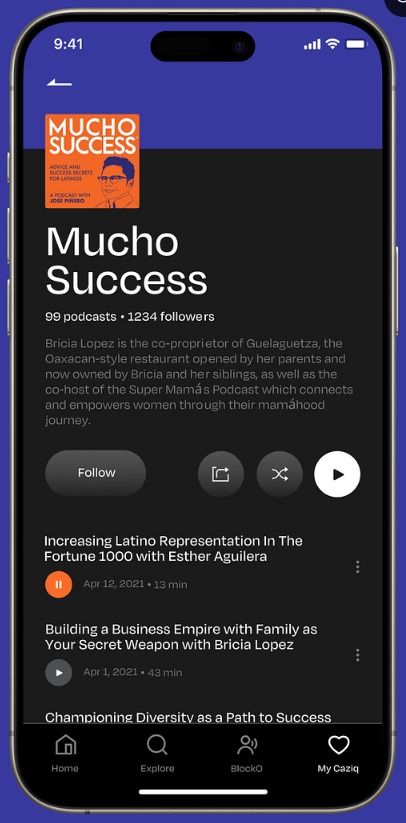 9:41
MUCHO
SUCCESS
ADVICE AND
SUCCESS SECRETS
FOR LATINOS
A PODCAST WITH
JOSÉ PIÑERO
Mucho
Success
99 podcasts • 1234 followers
Bricia Lopez is the co-proprietor of Guelaguetza, the
Oaxacan-style restaurant opened by her parents and
now owned by Bricia and her siblings, as well as the
co-host of the Super Mamás Podcast which connects
and empowers women through their mamáhood
journey.
Follow
Increasing Latino Representation In The
Fortune 1000 with Esther Aguilera
Apr 12, 2021 • 13 min
Building a Business Empire with Family as
Your Secret Weapon with Bricia Lopez
Apr 1, 2021 • 43 min
Championing Diversity as a Path to Success
Home
Explore
BlockO
My Caziq